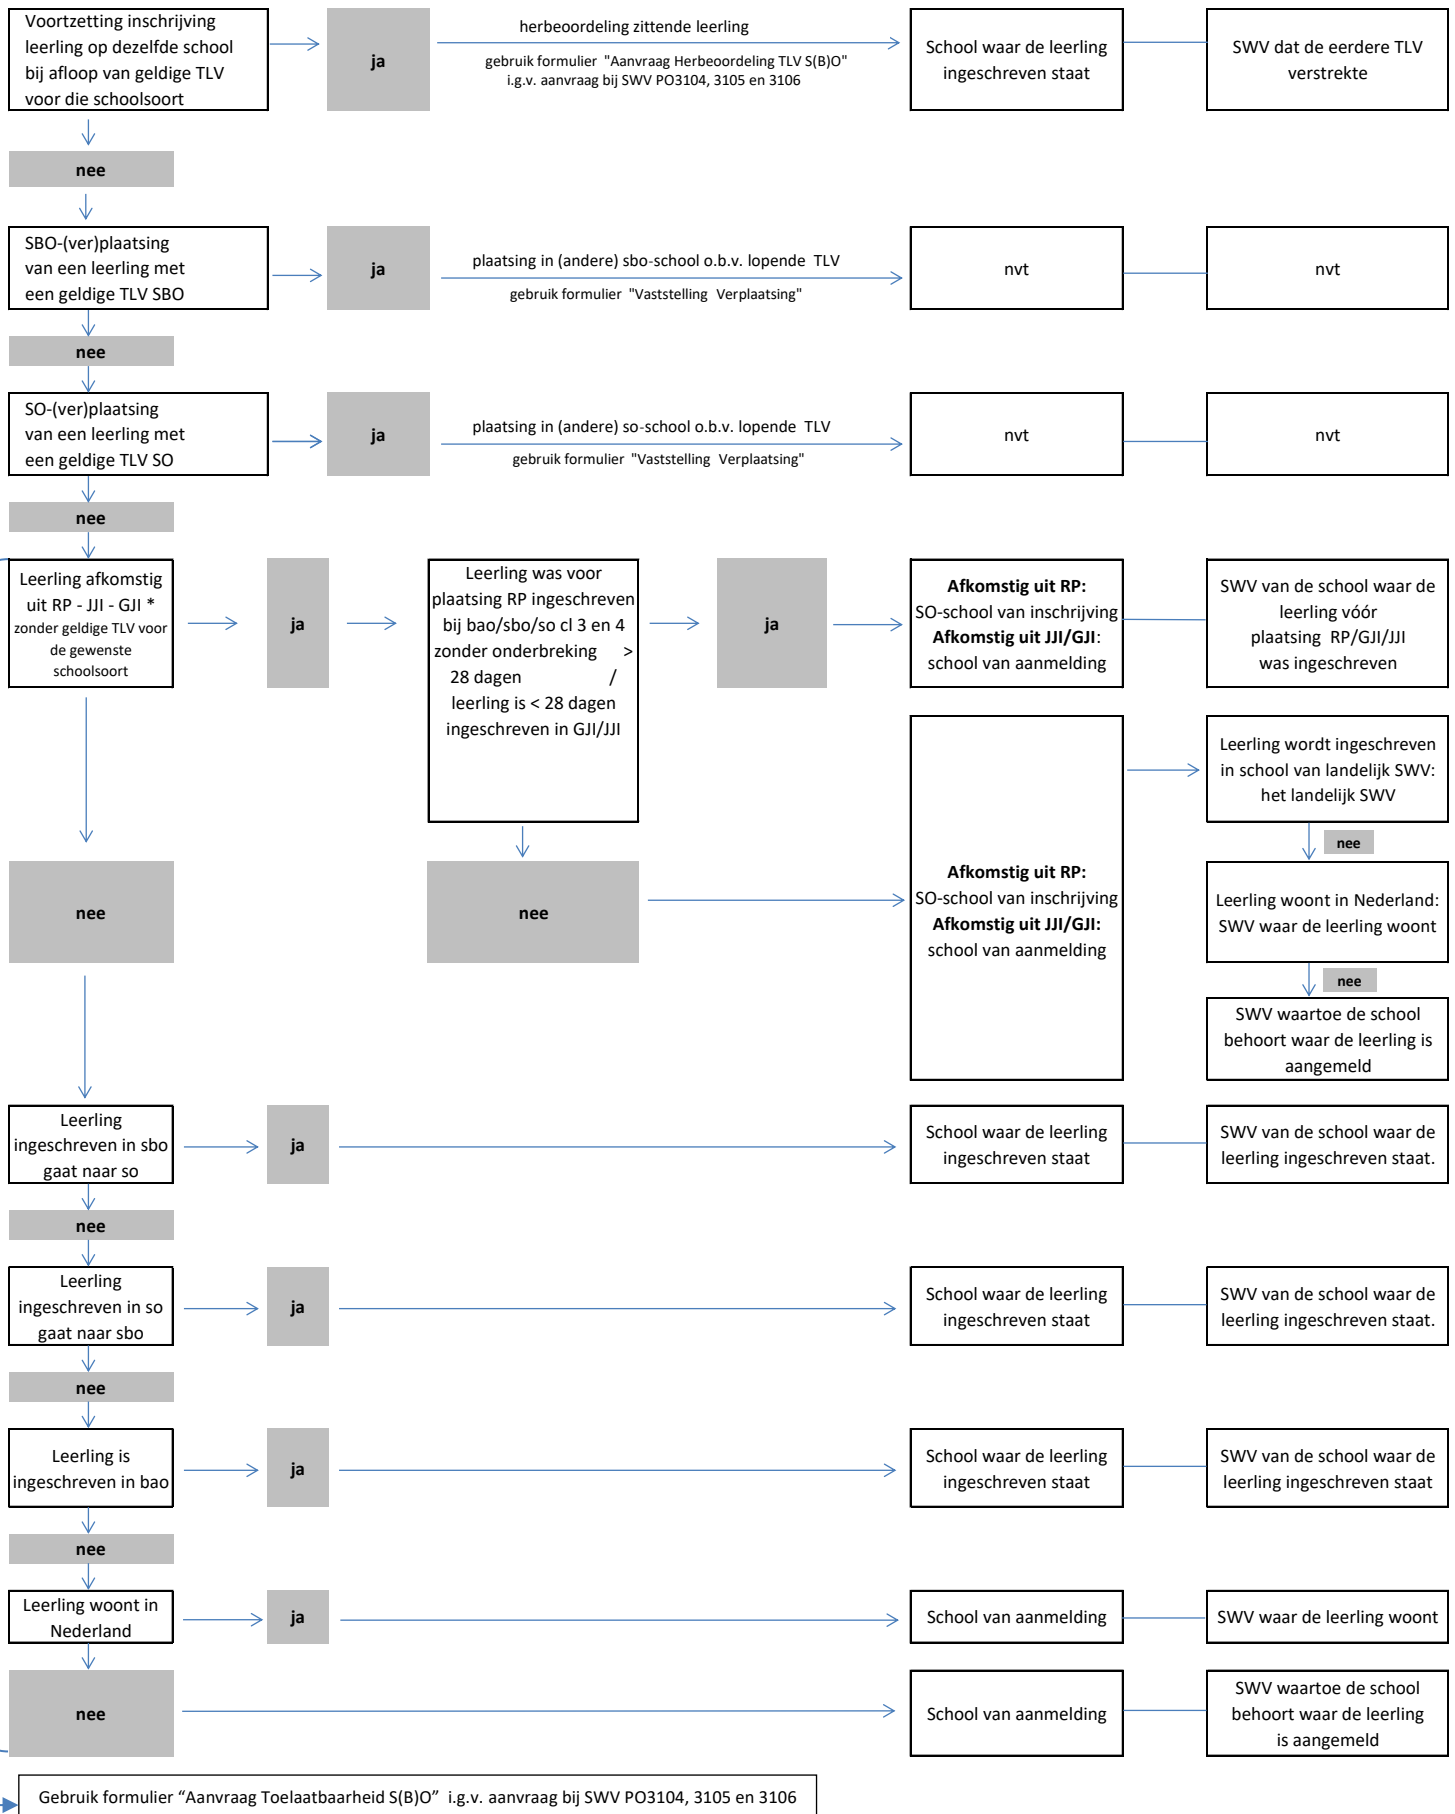 Voortzetting inschrijving
leerling op dezelfde school
bij afloop van geldige TLV
voor die schoolsoort
ja
herbeoordeling zittende leerling
gebruik formulier "Aanvraag Herbeoordeling TLV S(B)O"
i.g.v. aanvraag bij SWV PO3104, 3105 en 3106
School waar de leerling
ingeschreven staat
SWV dat de eerdere TLV
verstrekte
nee
SBO-(ver)plaatsing
van een leerling met
een geldige TLV SBO
ja
plaatsing in (andere) sbo-school o.b.v. lopende TLV
gebruik formulier "Vaststelling Verplaatsing"
nvt
nvt
nee
SO-(ver)plaatsing
van een leerling met
een geldige TLV SO
ja
plaatsing in (andere) so-school o.b.v. lopende TLV
gebruik formulier "Vaststelling Verplaatsing"
nvt
nvt
nee
Leerling afkomstig
uit RP - JJI - GJI *
zonder geldige TLV voor
de gewenste
schoolsoort
ja
Leerling was voor
plaatsing RP ingeschreven
bij bao/sbo/so cl 3 en 4
zonder onderbreking >
28 dagen /
leerling is < 28 dagen
ingeschreven in GJI/JJI
ja
Afkomstig uit RP:
SO-school van inschrijving
Afkomstig uit JJI/GJI:
school van aanmelding
SWV van de school waar de
leerling vóór
plaatsing RP/GJI/JJI
was ingeschreven
nee
nee
Afkomstig uit RP:
SO-school van inschrijving
Afkomstig uit JJI/GJI:
school van aanmelding
Leerling wordt ingeschreven
in school van landelijk SWV:
het landelijk SWV
nee
Leerling woont in Nederland:
SWV waar de leerling woont
nee
SWV waartoe de school
behoort waar de leerling is
aangemeld
Leerling
ingeschreven in sbo
gaat naar so
ja
School waar de leerling
ingeschreven staat
SWV van de school waar de
leerling ingeschreven staat.
nee
Leerling
ingeschreven in so
gaat naar sbo
ja
School waar de leerling
ingeschreven staat
SWV van de school waar de
leerling ingeschreven staat.
nee
Leerling is
ingeschreven in bao
ja
School waar de leerling
ingeschreven staat
SWV van de school waar de
leerling ingeschreven staat
nee
Leerling woont in
Nederland
ja
School van aanmelding
SWV waar de leerling woont
nee
School van aanmelding
SWV waartoe de school
behoort waar de leerling
is aangemeld
Gebruik formulier “Aanvraag Toelaatbaarheid S(B)O” i.g.v. aanvraag bij SWV PO3104, 3105 en 3106